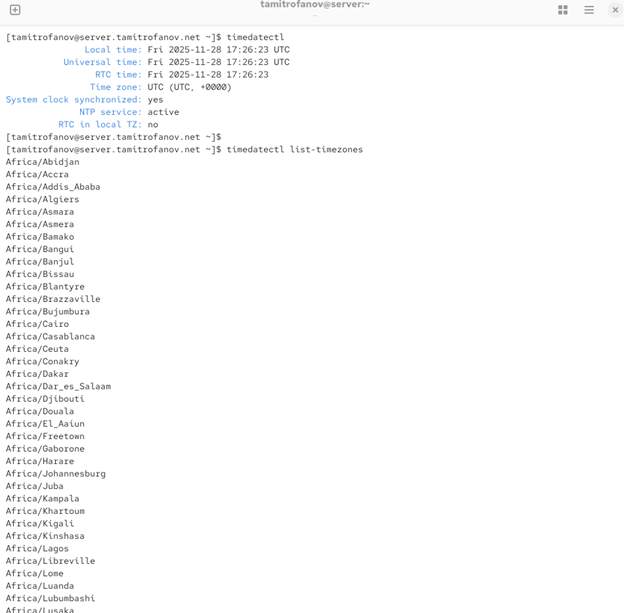 tamitrofanov@server:~
[tamitrofanov@server.tamitrofanov.net ~]$ timedatectl
Local time: Fri 2025-11-28 17:26:23 UTC
Universal time: Fri 2025-11-28 17:26:23 UTC
RTC time: Fri 2025-11-28 17:26:23
Time zone: UTC (UTC, +0000)
System clock synchronized: yes
NTP service: active
RTC in local TZ: no
[tamitrofanov@server.tamitrofanov.net ~]$
[tamitrofanov@server.tamitrofanov.net ~]$ timedatectl list-timezones
Africa/Abidjan
Africa/Accra
Africa/Addis_Ababa
Africa/Algiers
Africa/Asmara
Africa/Asmera
Africa/Bamako
Africa/Bangui
Africa/Banjul
Africa/Bissau
Africa/Blantyre
Africa/Brazzaville
Africa/Bujumbura
Africa/Cairo
Africa/Casablanca
Africa/Ceuta
Africa/Conakry
Africa/Dakar
Africa/Dar_es_Salaam
Africa/Djibouti
Africa/Douala
Africa/El_Aaiun
Africa/Freetown
Africa/Gaborone
Africa/Harare
Africa/Johannesburg
Africa/Juba
Africa/Kampala
Africa/Khartoum
Africa/Kigali
Africa/Kinshasa
Africa/Lagos
Africa/Libreville
Africa/Lome
Africa/Luanda
Africa/Lubumbashi
Africa/Lusaka